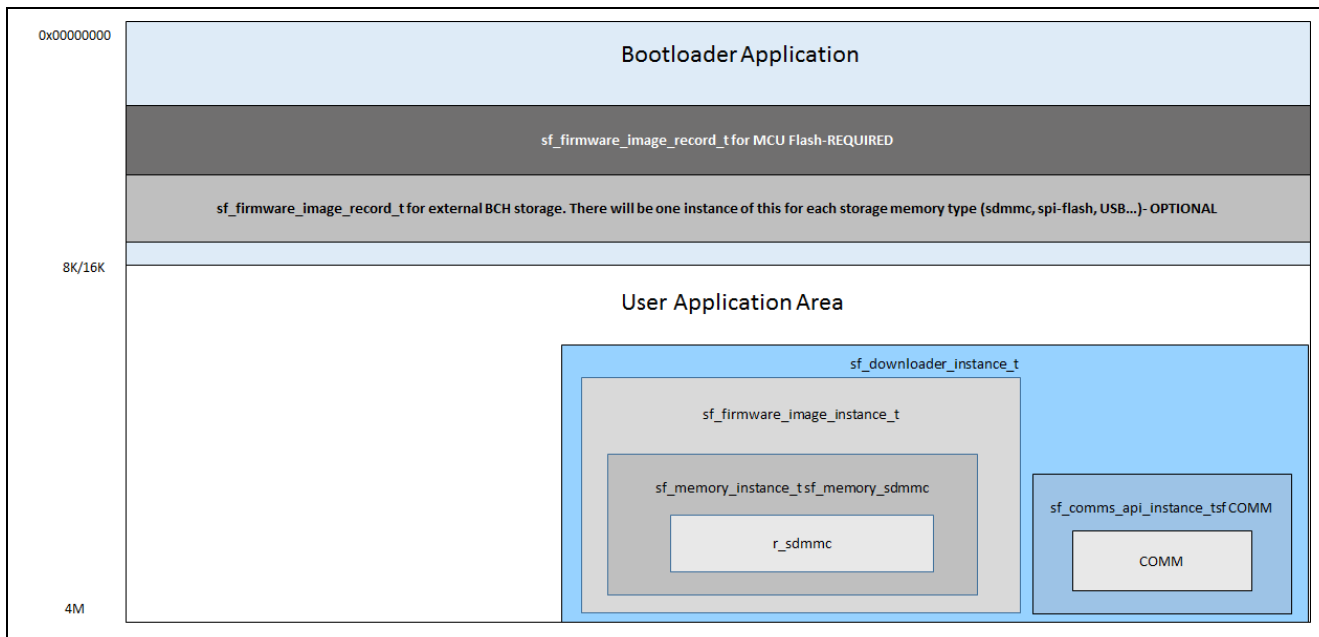 0x00000000
Bootloader Application
sf_firmware_image_record_t for MCU Flash-REQUIRED
sf_firmware_image_record_t for external BCH storage. There will be one instance of this for each storage memory type (sdmmc, spi-flash, USB...)- OPTIONAL
8K/16K
User Application Area
sf_downloader_instance_t
sf_firmware_image_instance_t
sf_memory_instance_t sf_memory_sdmmc
r_sdmmc
sf_comms_api_instance_tsf COMM
COMM
4M